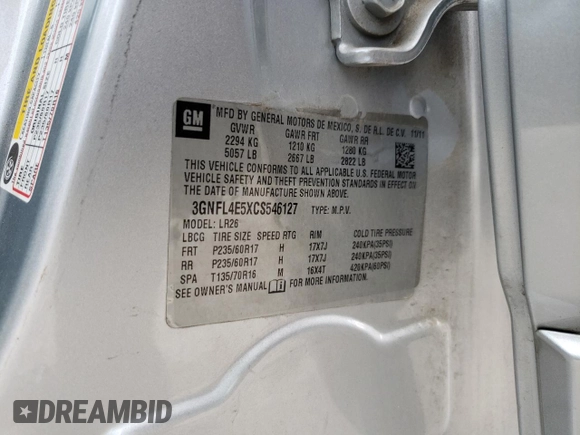 GM
MFD BY GENERAL MOTORS DE MEXICO, S. DE R.L. DE C.V. 11/11
GVWR GAWR FRT GAWR RR
2294 KG 1210 KG 1280 KG
5057 LB 2667 LB 2822 LB
THIS VEHICLE CONFORMS TO ALL APPLICABLE U.S. FEDERAL MOTOR
VEHICLE SAFETY AND THEFT PREVENTION STANDARDS IN EFFECT ON
THE DATE OF MANUFACTURE SHOWN ABOVE.
3GNFL4E5XCS546127 TYPE: M.P.V.
MODEL: LR26
LBCG TIRE SIZE SPEED RTG RIM COLD TIRE PRESSURE
FRT P235/60R17 H 17X7J 240KPA(35PSI)
RR P235/60R17 H 17X7J 240KPA(35PSI)
SPA T135/70R16 M 16X4T 420KPA(60PSI)
SEE OWNER'S MANUAL FOR MORE INFORMATION
DREAMBID